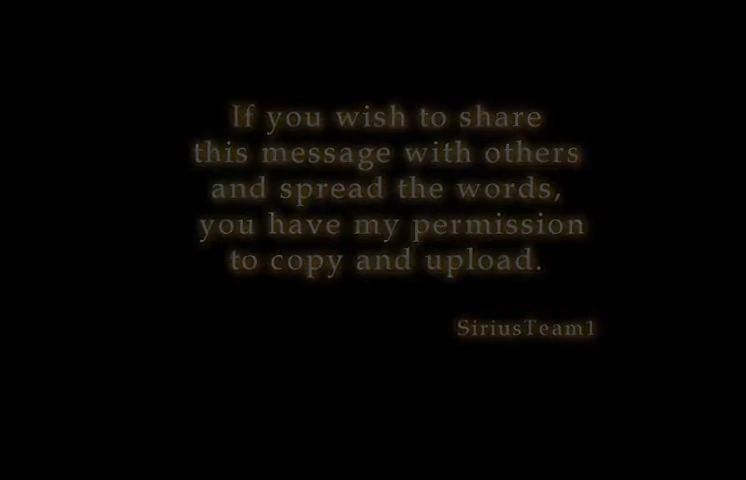 If you wish to share
this message with others
and spread the words,
you have my permission
to copy and upload.
SiriusTeam1